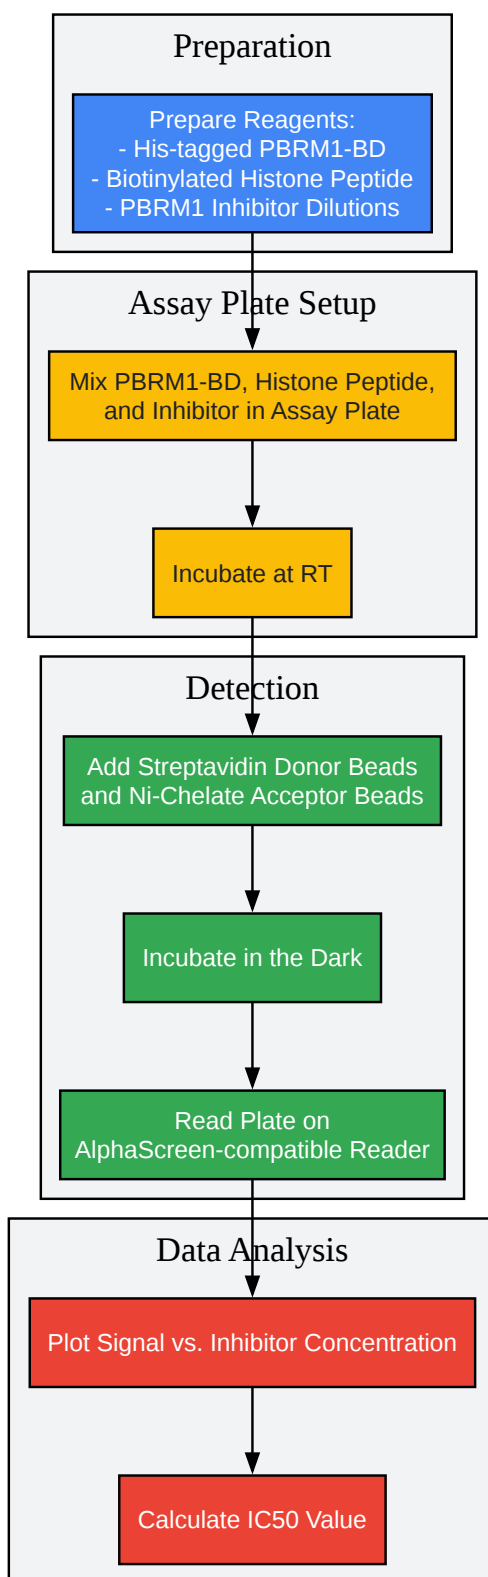 Preparation
Prepare Reagents:
- His-tagged PBRM1-BD
- Biotinylated Histone Peptide
- PBRM1 Inhibitor Dilutions
Assay Plate Setup
Mix PBRM1-BD, Histone Peptide,
and Inhibitor in Assay Plate
Incubate at RT
Detection
Add Streptavidin Donor Beads
and Ni-Chelate Acceptor Beads
Incubate in the Dark
Read Plate on
AlphaScreen-compatible Reader
Data Analysis
Plot Signal vs. Inhibitor Concentration
Calculate IC50 Value